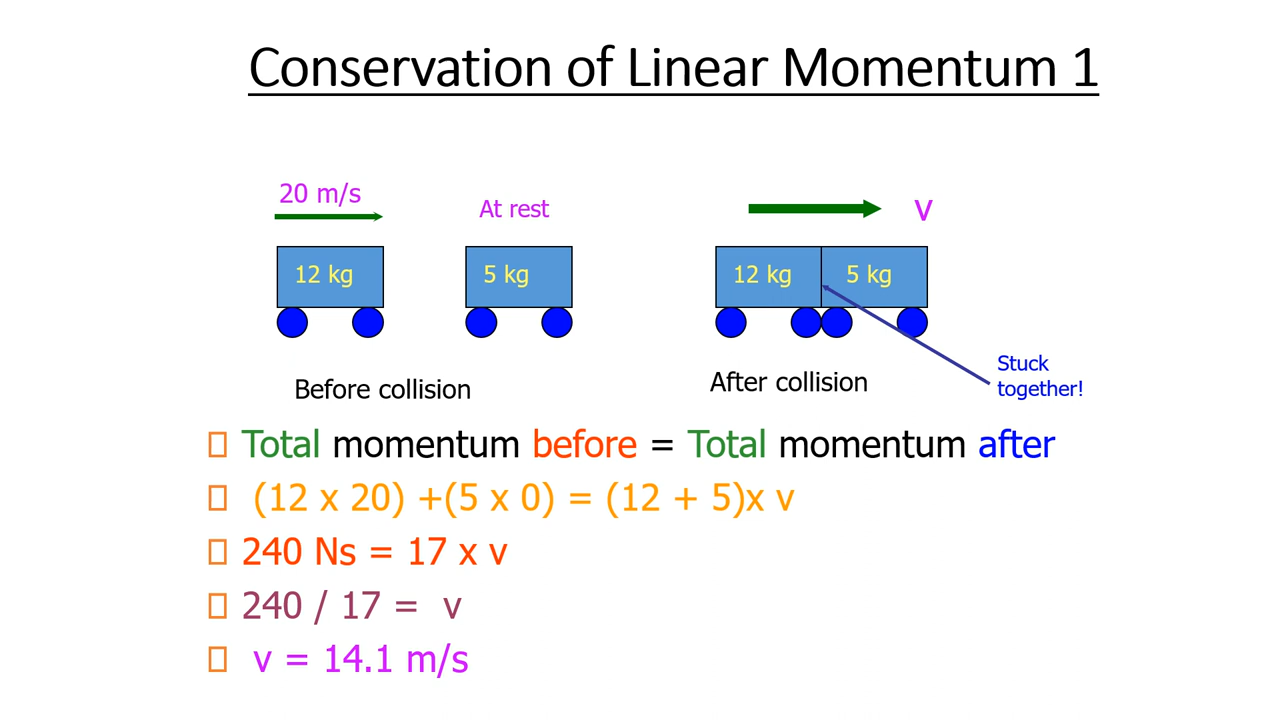 Conservation of Linear Momentum 1
20 m/s
At rest
v
12 kg
5 kg
12 kg
5 kg
Before collision
After collision
Stuck
together!
Total momentum before = Total momentum after
(12 x 20) +(5 x 0) = (12 + 5)x v
240 Ns = 17 x v
240 / 17 = v
v = 14.1 m/s